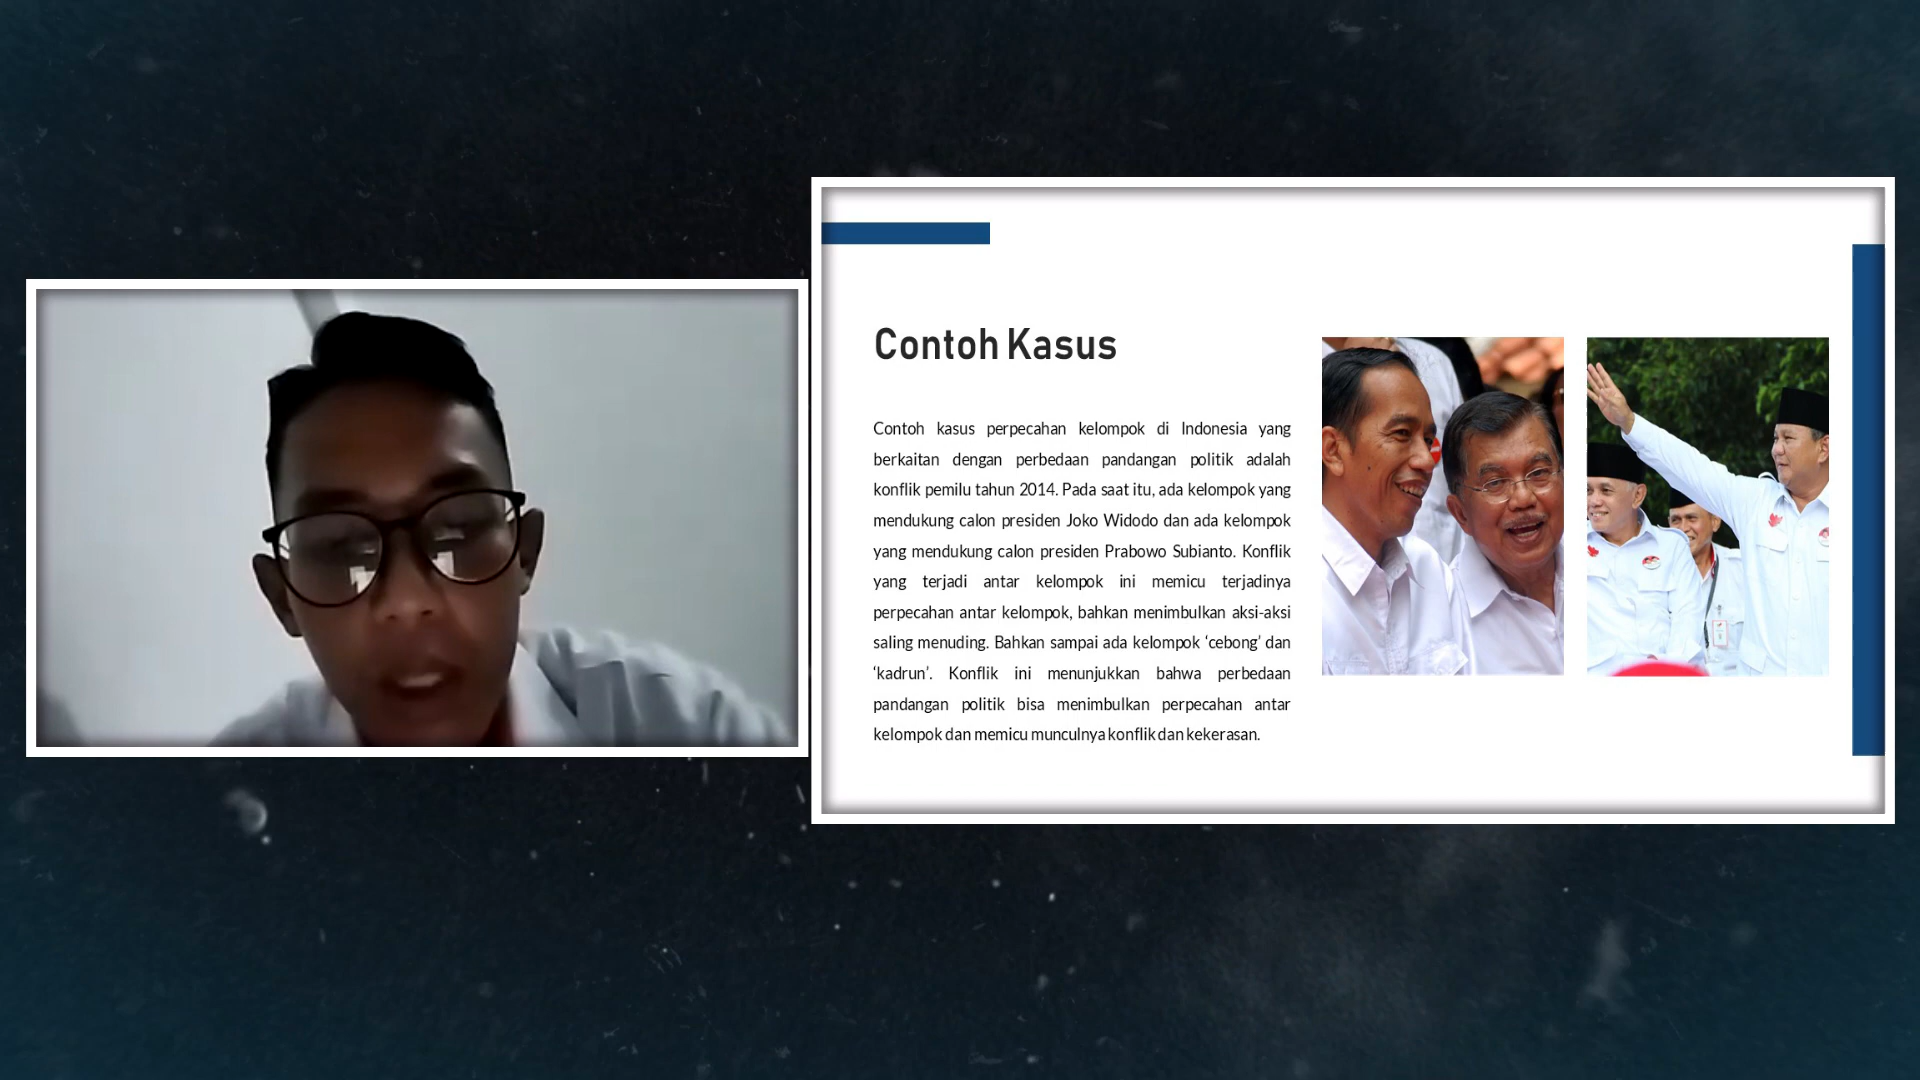 Contoh Kasus
Contoh kasus perpecahan kelompok di Indonesia yang
berkaitan dengan perbedaan pandangan politik adalah
konflik pemilu tahun 2014. Pada saat itu, ada kelompok yang
mendukung calon presiden Joko Widodo dan ada kelompok
yang mendukung calon presiden Prabowo Subianto. Konflik
yang terjadi antar kelompok ini memicu terjadinya
perpecahan antar kelompok, bahkan menimbulkan aksi-aksi
saling menuding. Bahkan sampai ada kelompok ‘cebong’ dan
‘kadrun’. Konflik ini menunjukkan bahwa perbedaan
pandangan politik bisa menimbulkan perpecahan antar
kelompok dan memicu munculnya konflik dan kekerasan.